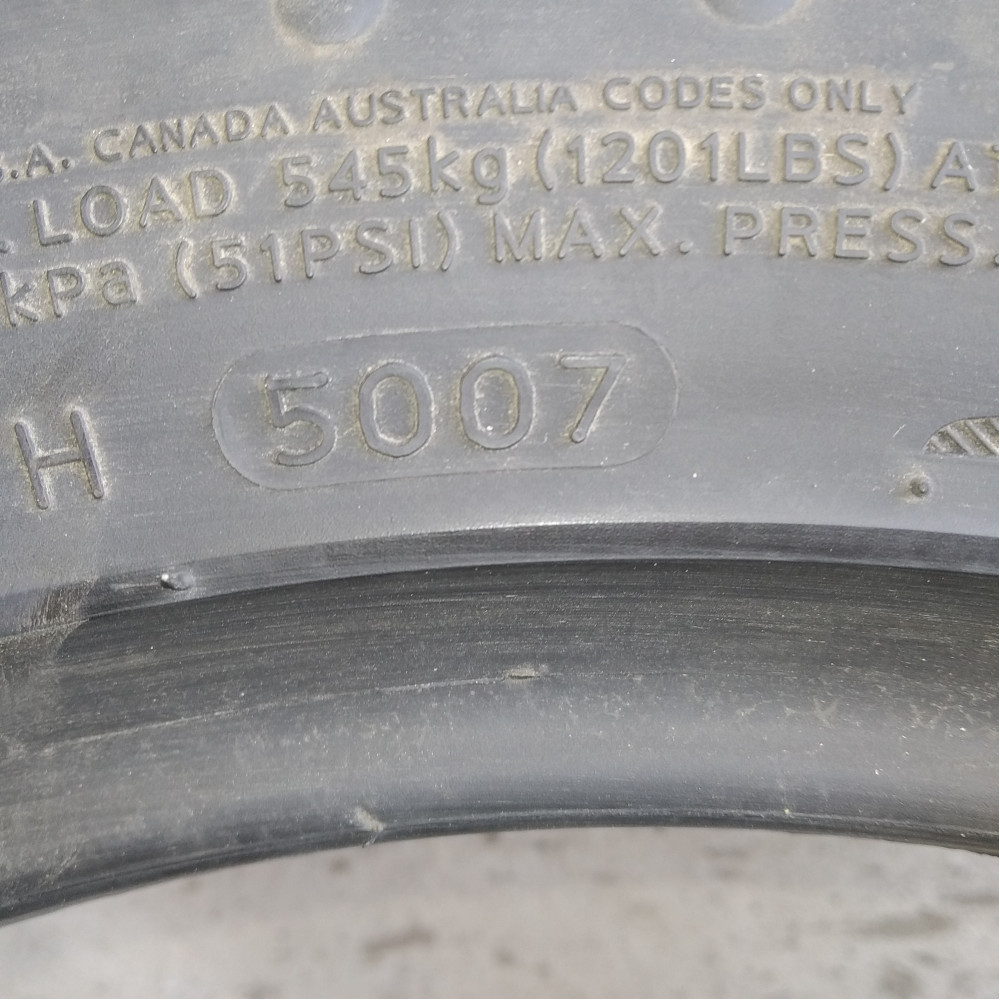 .A. CANADA AUSTRALIA CODES ONLY
. LOAD 545kg (1201LBS) A
kPa (51PSI) MAX. PRESS.
H 5007